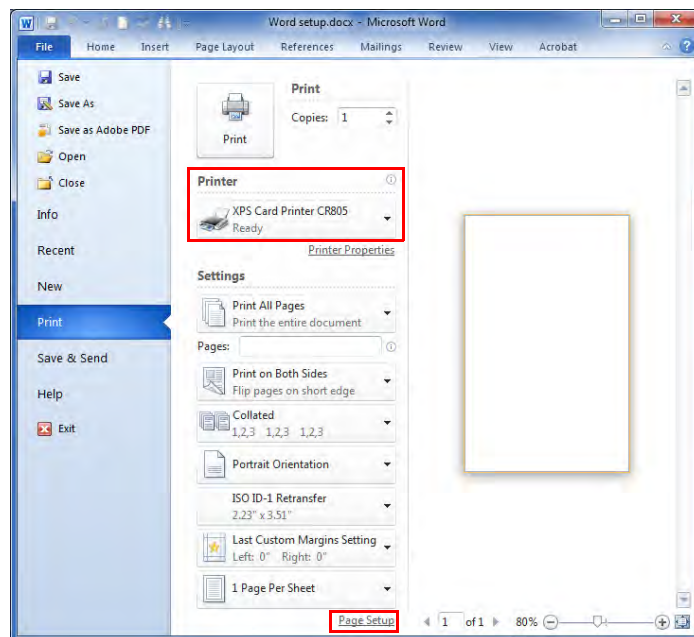 Word setup.docx - Microsoft Word
File Home Insert Page Layout References Mailings Review View Acrobat
Save
Save As
Save as Adobe PDF
Open
Close
Info
Recent
New
Print
Save & Send
Help
Exit
Print
Print
Copies: 1
Printer
XPS Card Printer CR805
Ready
Printer Properties
Settings
Print All Pages
Print the entire document
Pages:
Print on Both Sides
Flip pages on short edge
Collated
1,2,3 1,2,3 1,2,3
Portrait Orientation
ISO ID-1 Retransfer
2.23" x 3.51"
Last Custom Margins Setting
Left: 0" Right: 0"
1 Page Per Sheet
Page Setup
1 of 1 80%